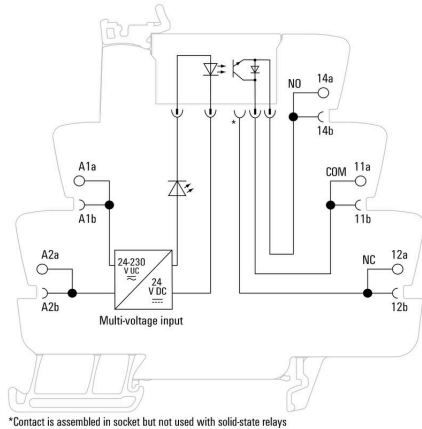 NO
14a
14b
*
COM
11a
11b
A1a
A1b
A2a
A2b
24-230
V UC
24
V DC
NC
12a
12b
Multi-voltage input
*Contact is assembled in socket but not used with solid-state relays